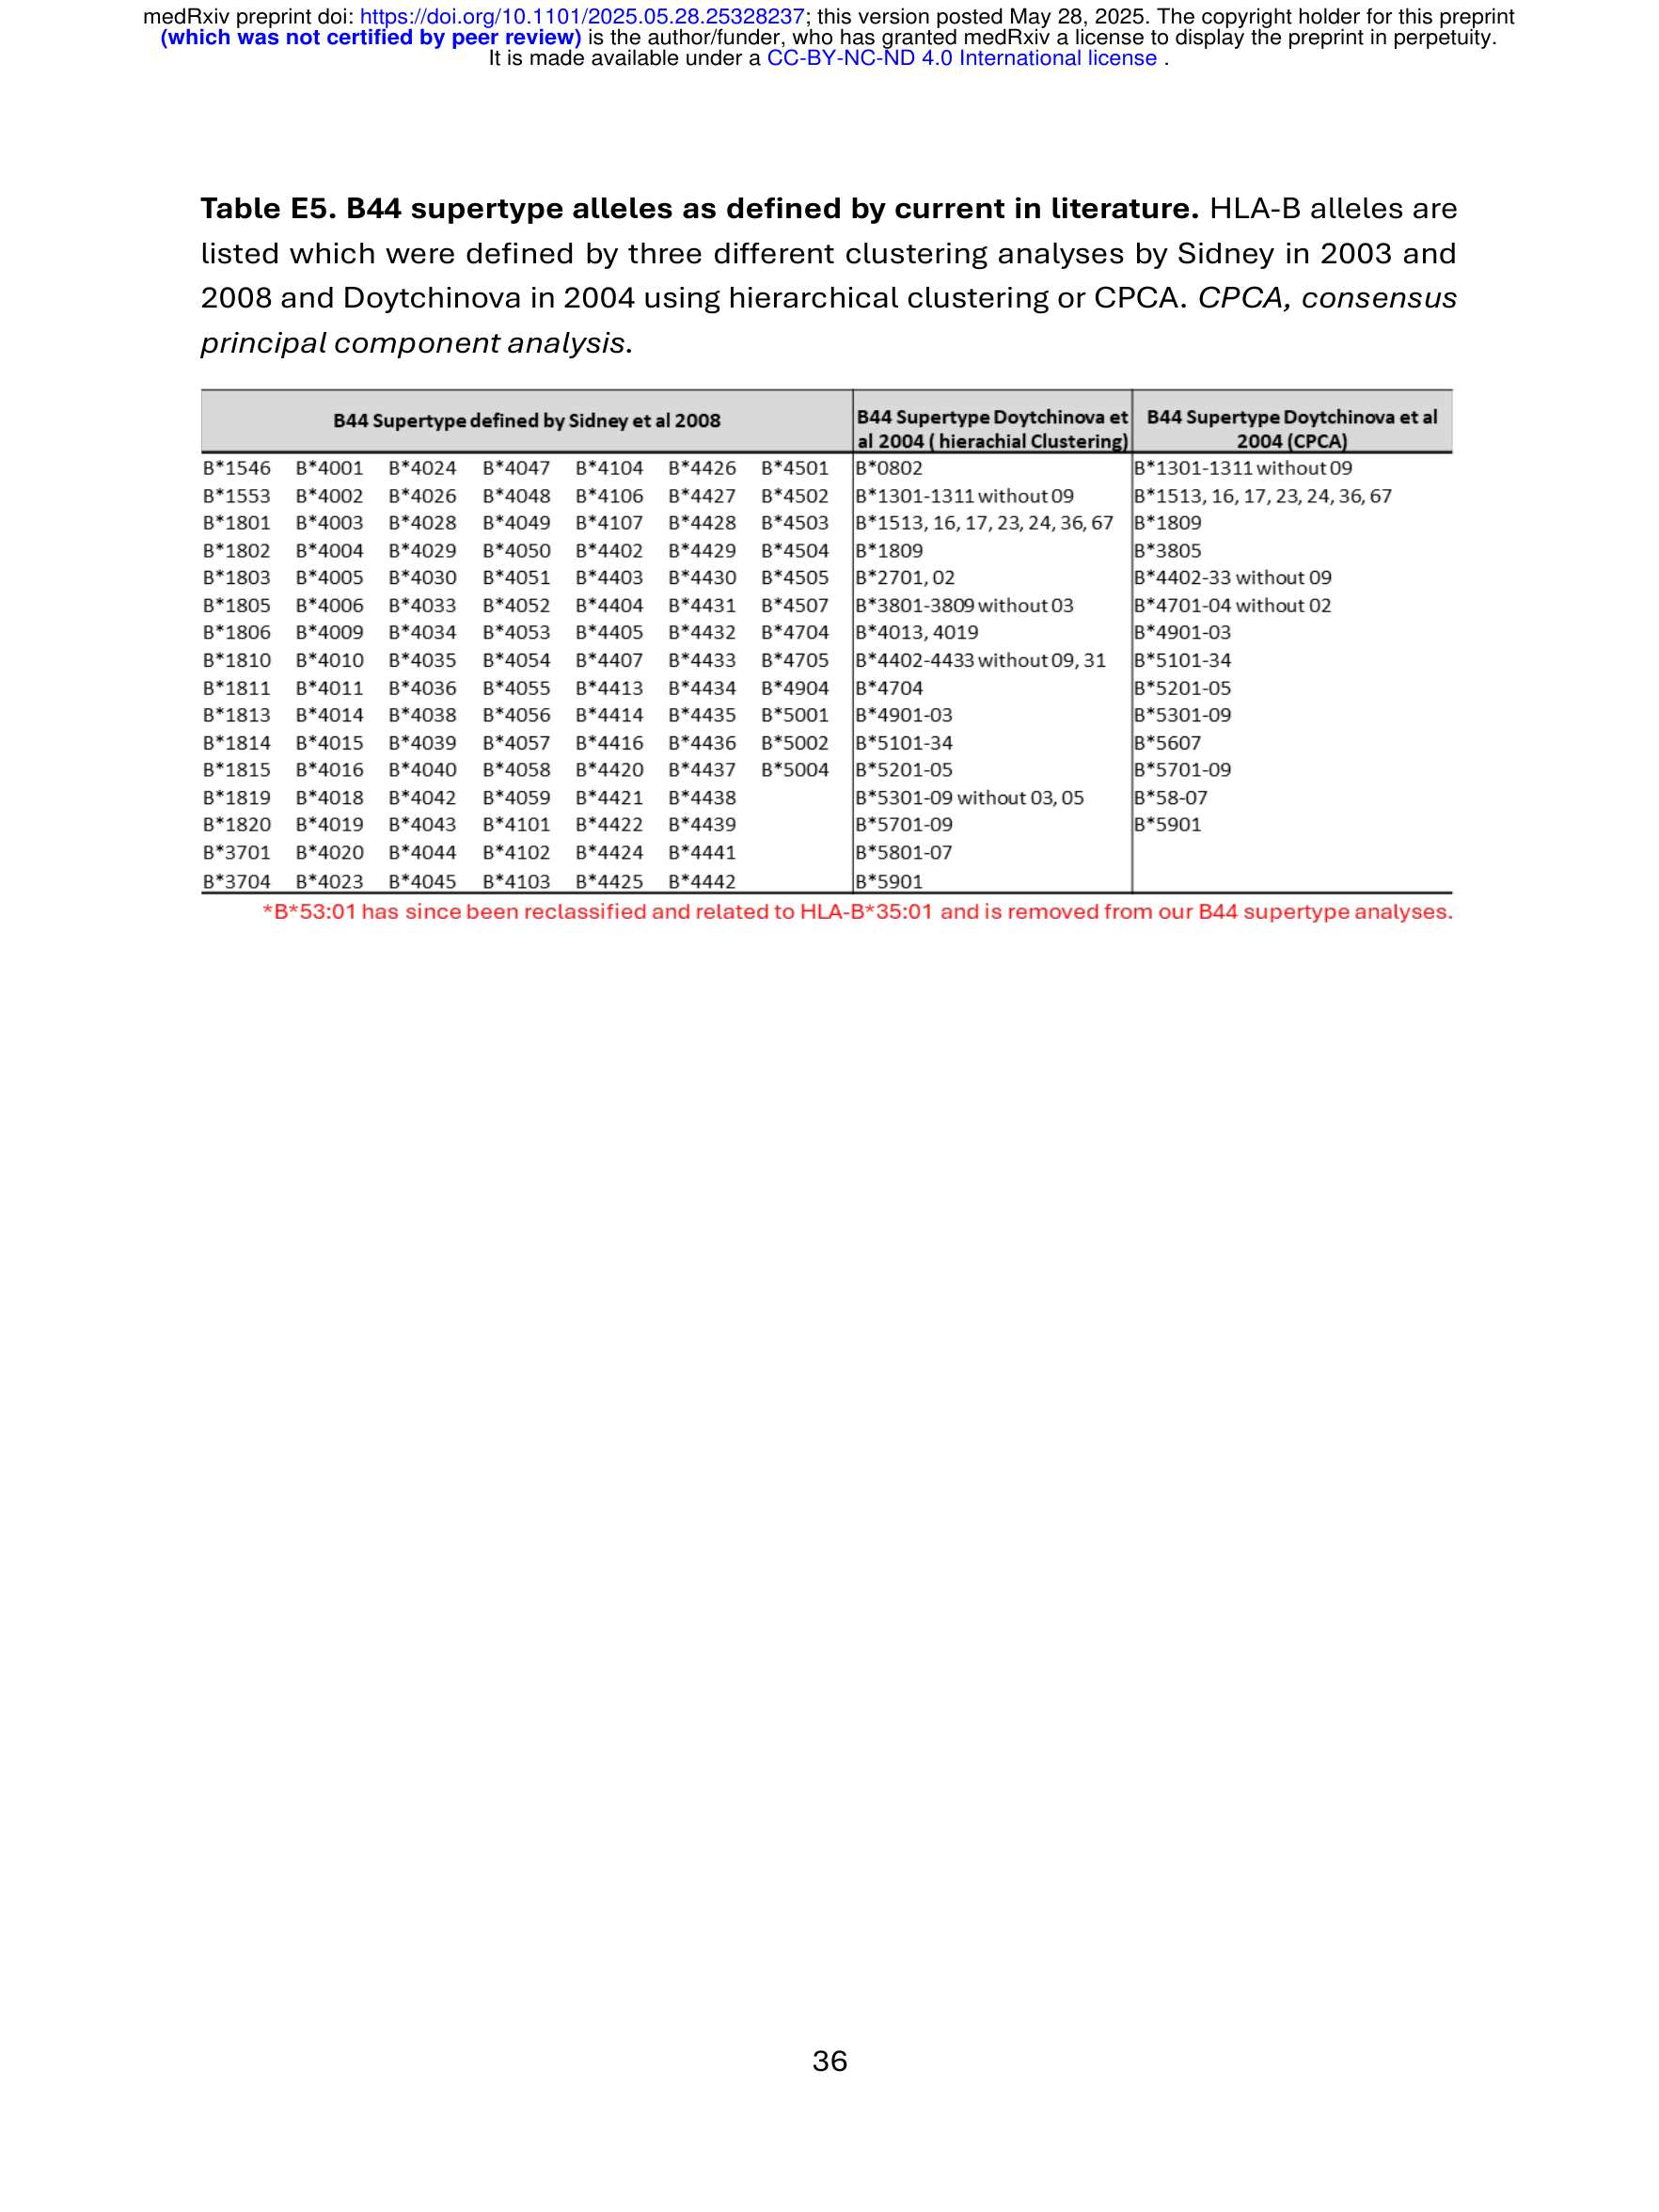 medRxiv preprint doi: https://doi.org/10.1101/2025.05.28.25328237; this version posted May 28, 2025. The copyright holder for this preprint
(which was not certified by peer review) is the author/funder, who has granted medRxiv a license to display the preprint in perpetuity.
It is made available under a CC-BY-NC-ND 4.0 International license .
Table E5. B44 supertype alleles as defined by current in literature. HLA-B alleles are
listed which were defined by three different clustering analyses by Sidney in 2003 and
2008 and Doytchinova in 2004 using hierarchical clustering or CPCA. CPCA, consensus
principal component analysis.
B44 Supertype defined by Sidney et al 2008 B44 Supertype Doytchinova et al 2004 ( hierachial Clustering) B44 Supertype Doytchinova et al 2004 (CPCA)
B*1546 B*4001 B*4024 B*4047 B*4104 B*4426 B*4501 B*0802 B*1301-1311 without 09
B*1553 B*4002 B*4026 B*4048 B*4106 B*4427 B*4502 B*1301-1311 without 09 B*1513, 16, 17, 23, 24, 36, 67
B*1801 B*4003 B*4028 B*4049 B*4107 B*4428 B*4503 B*1513, 16, 17, 23, 24, 36, 67 B*1809
B*1802 B*4004 B*4029 B*4050 B*4402 B*4429 B*4504 B*1809 B*3805
B*1803 B*4005 B*4030 B*4051 B*4403 B*4430 B*4505 B*2701, 02 B*4402-33 without 09
B*1805 B*4006 B*4033 B*4052 B*4404 B*4431 B*4507 B*3801-3809 without 03 B*4701-04 without 02
B*1806 B*4009 B*4034 B*4053 B*4405 B*4432 B*4704 B*4013, 4019 B*4901-03
B*1810 B*4010 B*4035 B*4054 B*4407 B*4433 B*4705 B*4402-4433 without 09, 31 B*5101-34
B*1811 B*4011 B*4036 B*4055 B*4413 B*4434 B*4904 B*4704 B*5201-05
B*1813 B*4014 B*4038 B*4056 B*4414 B*4435 B*5001 B*4901-03 B*5301-09
B*1814 B*4015 B*4039 B*4057 B*4416 B*4436 B*5002 B*5101-34 B*5607
B*1815 B*4016 B*4040 B*4058 B*4420 B*4437 B*5004 B*5201-05 B*5701-09
B*1819 B*4018 B*4042 B*4059 B*4421 B*4438 B*5301-09 without 03, 05 B*58-07
B*1820 B*4019 B*4043 B*4101 B*4422 B*4439 B*5701-09 B*5901
B*3701 B*4020 B*4044 B*4102 B*4424 B*4441 B*5801-07
B*3704 B*4023 B*4045 B*4103 B*4425 B*4442 B*5901
*B*53:01 has since been reclassified and related to HLA-B*35:01 and is removed from our B44 supertype analyses.
36